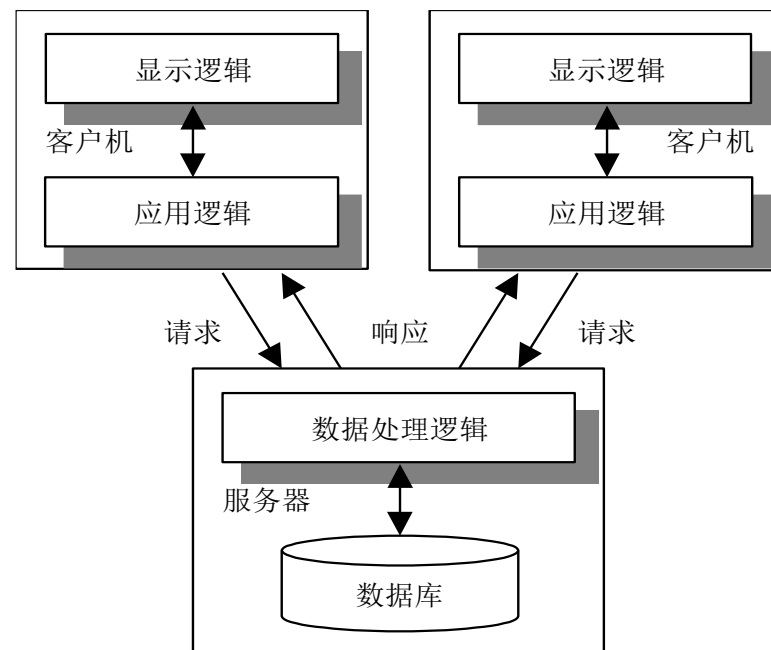 显示逻辑
显示逻辑
客户机
客户机
应用逻辑
应用逻辑
请求
响应
请求
数据处理逻辑
服务器
数据库